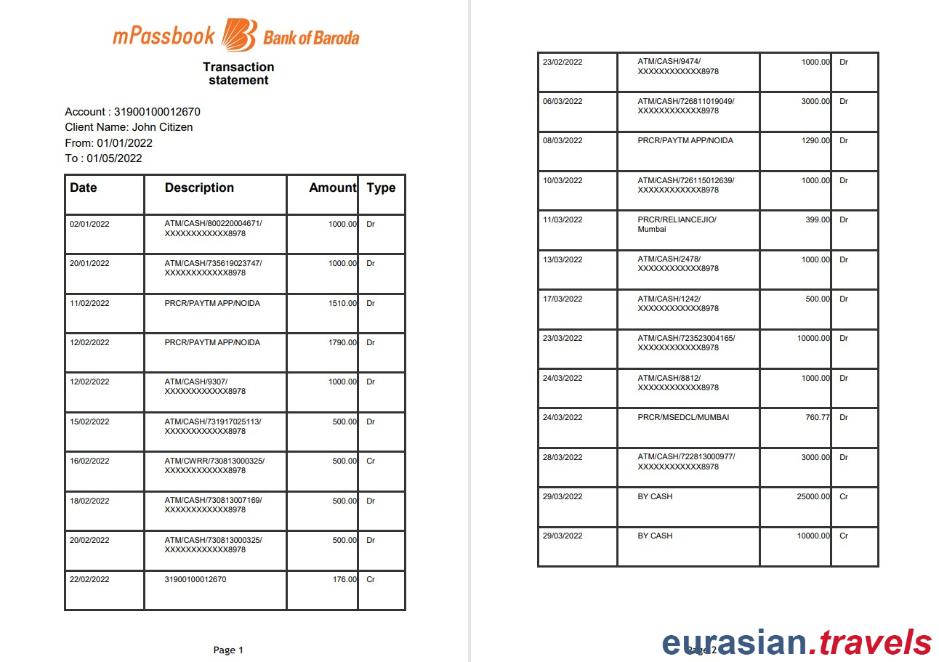 mPassbook Bank of Baroda
Transaction
statement
Account : 31900100012670
Client Name: John Citizen
From: 01/01/2022
To : 01/05/2022
Date Description Amount Type
02/01/2022 ATM/CASH/800220004671/ 1000.00 Dr
XXXXXXXXXXXX8978
20/01/2022 ATM/CASH/735619023747/ 1000.00 Dr
XXXXXXXXXXXX8978
11/02/2022 PRCR/PAYTM APP/NOIDA 1510.00 Dr
12/02/2022 PRCR/PAYTM APP/NOIDA 1790.00 Dr
12/02/2022 ATM/CASH/9307/ 1000.00 Dr
XXXXXXXXXXXX8978
15/02/2022 ATM/CASH/731917025113/ 500.00 Dr
XXXXXXXXXXXX8978
16/02/2022 ATM/CWRR/730813000325/ 500.00 Cr
XXXXXXXXXXXX8978
18/02/2022 ATM/CASH/730813007169/ 500.00 Dr
XXXXXXXXXXXX8978
20/02/2022 ATM/CASH/730813000325/ 500.00 Dr
XXXXXXXXXXXX8978
22/02/2022 31900100012670 176.00 Cr
Page 1
23/02/2022 ATM/CASH/9474/ 1000.00 Dr
XXXXXXXXXXXX8978
06/03/2022 ATM/CASH/726811019049/ 3000.00 Dr
XXXXXXXXXXXX8978
08/03/2022 PRCR/PAYTM APP/NOIDA 1290.00 Dr
10/03/2022 ATM/CASH/726115012639/ 1000.00 Dr
XXXXXXXXXXXX8978
11/03/2022 PRCR/RELIANCEJIO/ 399.00 Dr
Mumbai
13/03/2022 ATM/CASH/2478/ 1000.00 Dr
XXXXXXXXXXXX8978
17/03/2022 ATM/CASH/1242/ 500.00 Dr
XXXXXXXXXXXX8978
23/03/2022 ATM/CASH/723523004165/ 10000.00 Dr
XXXXXXXXXXXX8978
24/03/2022 ATM/CASH/8812/ 1000.00 Dr
XXXXXXXXXXXX8978
24/03/2022 PRCR/MSEDCL/MUMBAI 760.77 Dr
28/03/2022 ATM/CASH/722813000977/ 3000.00 Dr
XXXXXXXXXXXX8978
29/03/2022 BY CASH 25000.00 Cr
29/03/2022 BY CASH 10000.00 Cr
Page 2
eurasian.travels